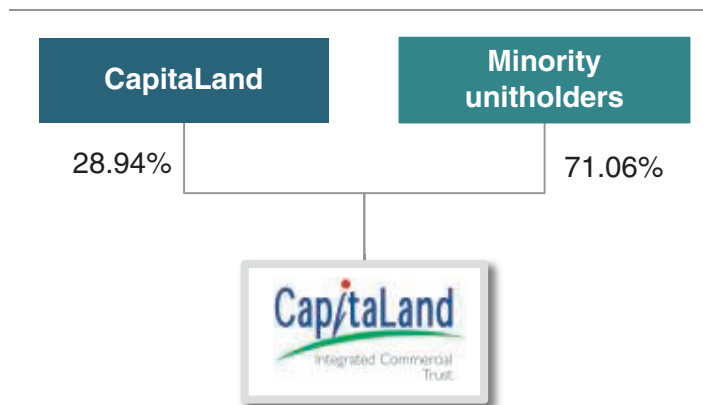 CapitaLand
Minority
unitholders
28.94%
71.06%
CapitaLand
Integrated Commercial
Trust